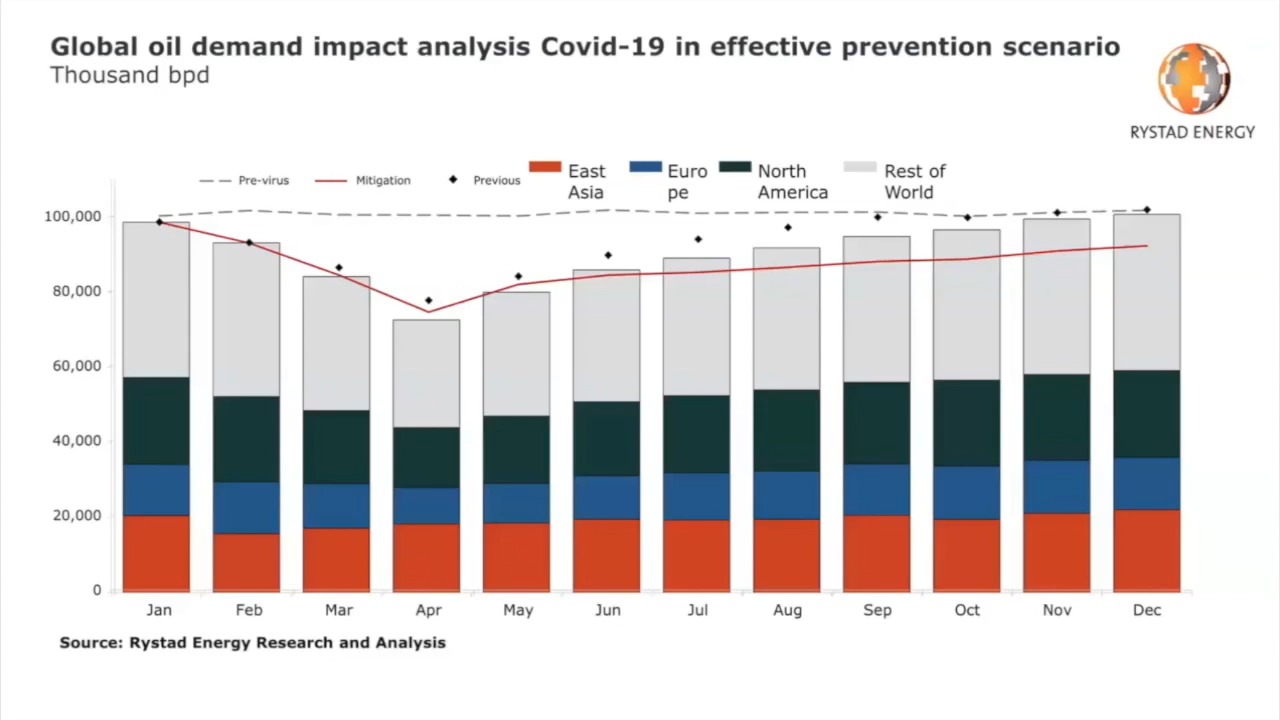 Global oil demand impact analysis Covid-19 in effective prevention scenario
Thousand bpd
RYSTAD ENERGY
Pre-virus
Mitigation
Previous
East
Asia
Euro
pe
North
America
Rest of
World
100,000
80,000
60,000
40,000
20,000
0
Jan Feb Mar Apr May Jun Jul Aug Sep Oct Nov Dec
Source: Rystad Energy Research and Analysis